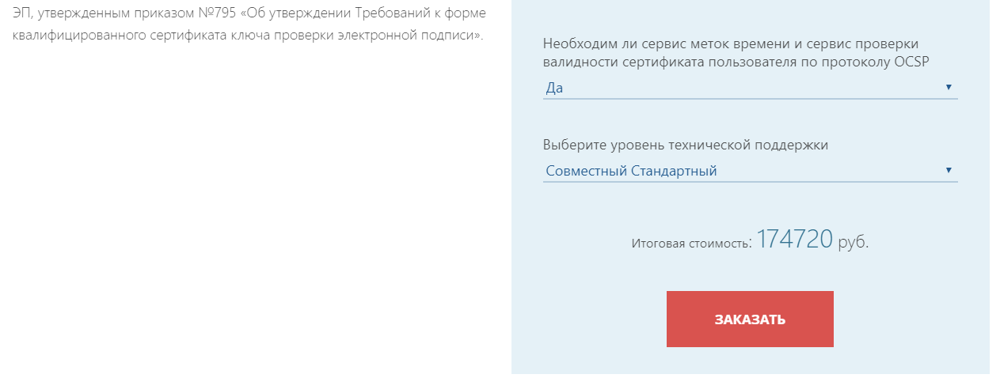 ЭП, утвержденным приказом №795 «Об утверждении Требований к форме
квалифицированного сертификата ключа проверки электронной подписи».
Необходим ли сервис меток времени и сервис проверки
валидности сертификата пользователя по протоколу OCSP
Да
Выберите уровень технической поддержки
Совместный Стандартный
Итоговая стоимость: 174720 руб.
ЗАКАЗАТЬ